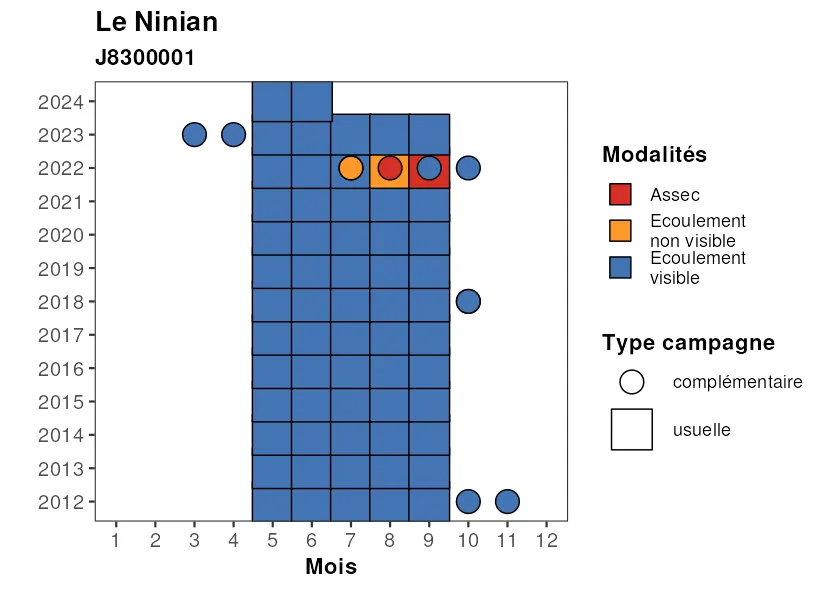 Le Ninian
J8300001
2024
2023
2022
2021
2020
2019
2018
2017
2016
2015
2014
2013
2012
1 2 3 4 5 6 7 8 9 10 11 12
Mois
Modalités
Assec
Ecoulement
non visible
Ecoulement
visible
Type campagne
complémentaire
usuelle